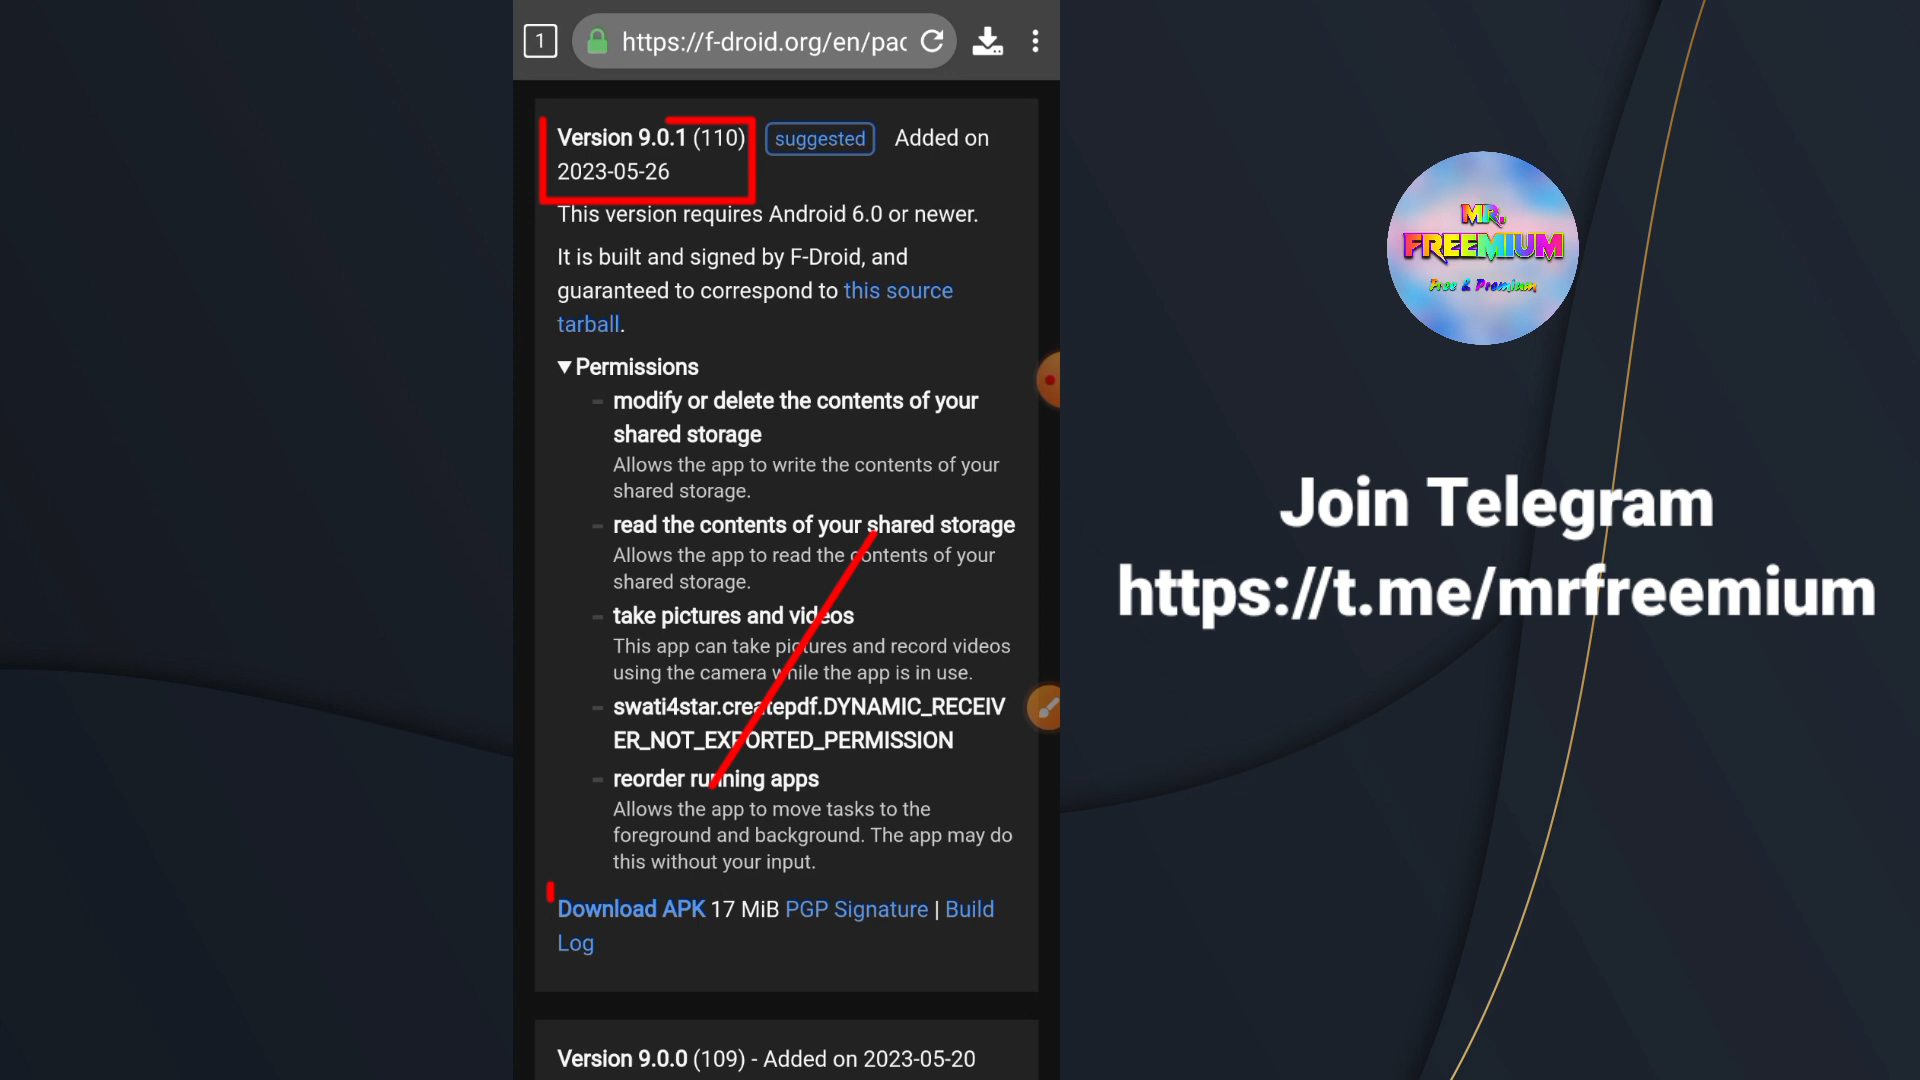 1
https://f-droid.org/en/pac
Version 9.0.1 (110) suggested Added on
2023-05-26
This version requires Android 6.0 or newer.
It is built and signed by F-Droid, and
guaranteed to correspond to this source
tarball.
Permissions
modify or delete the contents of your
shared storage
Allows the app to write the contents of your
shared storage.
read the contents of your shared storage
Allows the app to read the contents of your
shared storage.
take pictures and videos
This app can take pictures and record videos
using the camera while the app is in use.
swati4star.createpdf.DYNAMIC_RECEIV
ER_NOT_EXPORTED_PERMISSION
reorder running apps
Allows the app to move tasks to the
foreground and background. The app may do
this without your input.
Download APK 17 MiB PGP Signature | Build
Log
Version 9.0.0 (109) - Added on 2023-05-20
MR.
FREEMIUM
Free & Premium
Join Telegram
https://t.me/mrfreemium